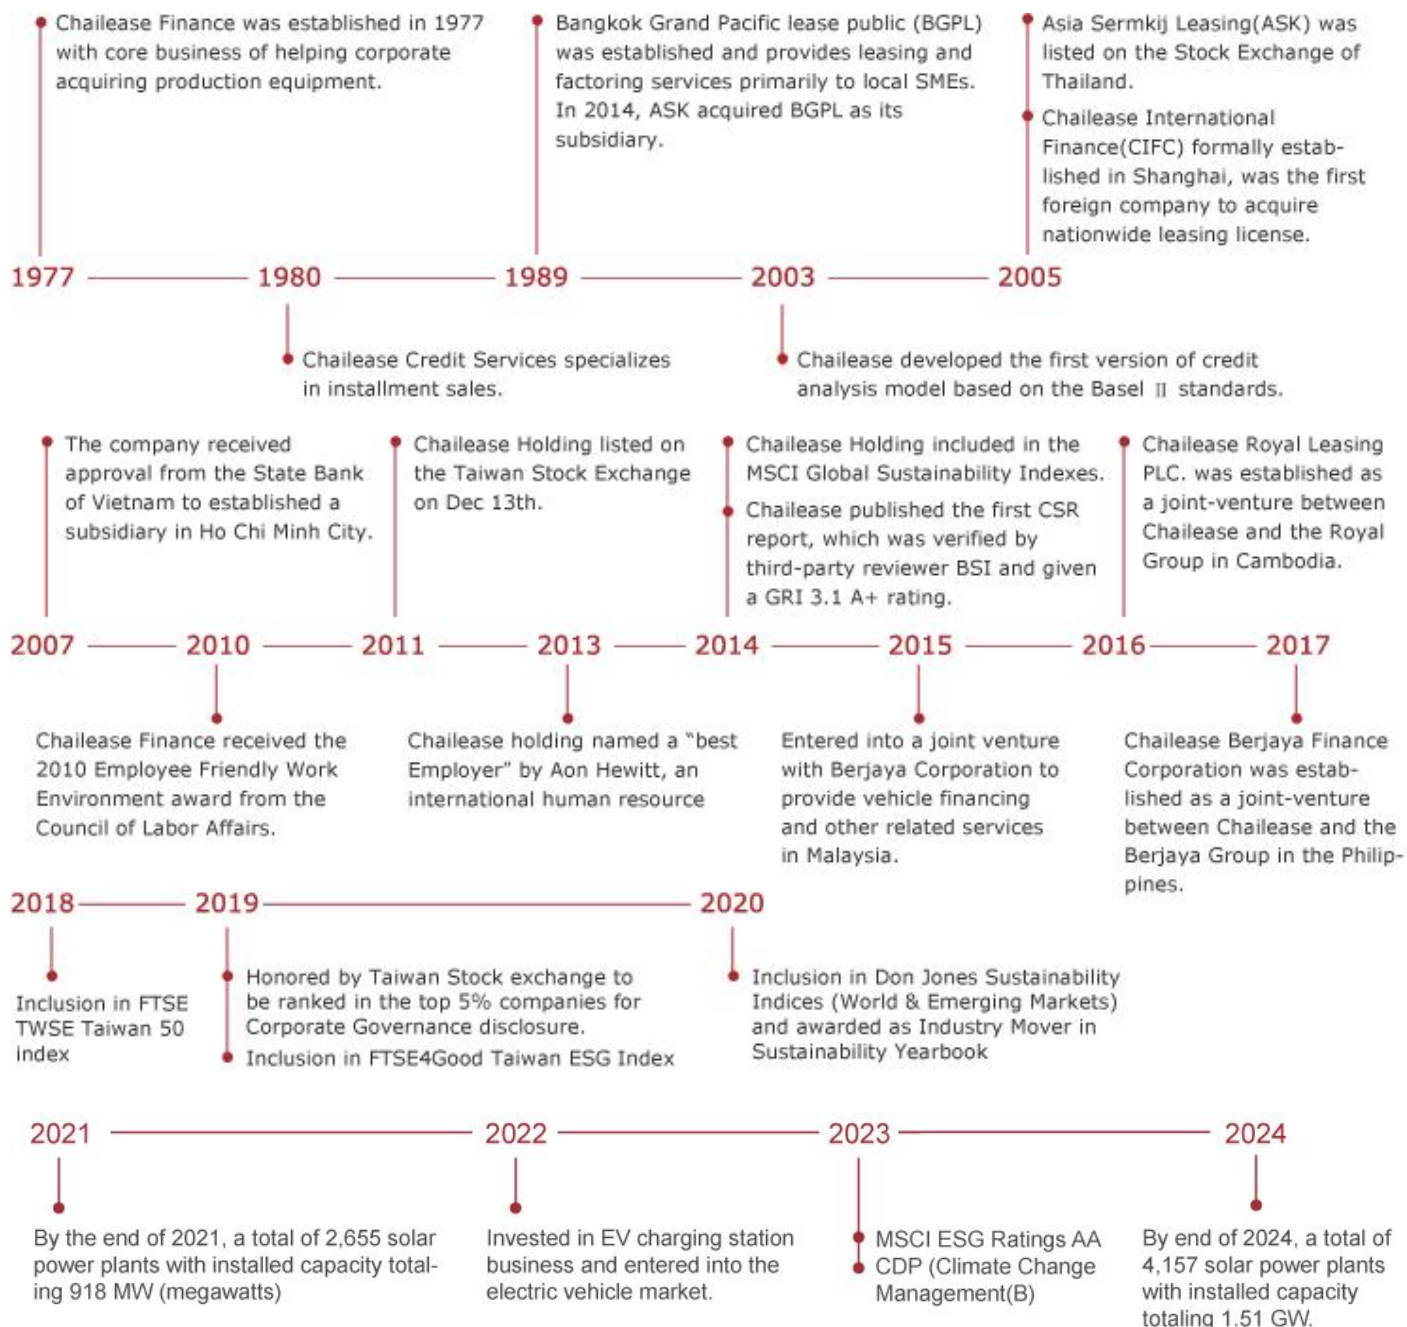 Chailease Finance was established in 1977
with core business of helping corporate
acquiring production equipment.
Bangkok Grand Pacific lease public (BGPL)
was established and provides leasing and
factoring services primarily to local SMEs.
In 2014, ASK acquired BGPL as its
subsidiary.
Asia Sermkij Leasing(ASK) was
listed on the Stock Exchange of
Thailand.
Chailease International
Finance(CIFC) formally estab-
lished in Shanghai, was the first
foreign company to acquire
nationwide leasing license.
1977 1980 1989 2003 2005
Chailease Credit Services specializes
in installment sales.
Chailease developed the first version of credit
analysis model based on the Basel Ⅱ standards.
The company received
approval from the State Bank
of Vietnam to established a
subsidiary in Ho Chi Minh City.
Chailease Holding listed on
the Taiwan Stock Exchange
on Dec 13th.
Chailease Holding included in the
MSCI Global Sustainability Indexes.
Chailease published the first CSR
report, which was verified by
third-party reviewer BSI and given
a GRI 3.1 A+ rating.
Chailease Royal Leasing
PLC. was established as
a joint-venture between
Chailease and the Royal
Group in Cambodia.
2007 2010 2011 2013 2014 2015 2016 2017
Chailease Finance received the
2010 Employee Friendly Work
Environment award from the
Council of Labor Affairs.
Chailease holding named a “best
Employer” by Aon Hewitt, an
international human resource
Entered into a joint venture
with Berjaya Corporation to
provide vehicle financing
and other related services
in Malaysia.
Chailease Berjaya Finance
Corporation was estab-
lished as a joint-venture
between Chailease and the
Berjaya Group in the Philip-
pines.
2018 2019 2020
Inclusion in FTSE
TWSE Taiwan 50
index
Honored by Taiwan Stock exchange to
be ranked in the top 5% companies for
Corporate Governance disclosure.
Inclusion in FTSE4Good Taiwan ESG Index
Inclusion in Don Jones Sustainability
Indices (World & Emerging Markets)
and awarded as Industry Mover in
Sustainability Yearbook
2021 2022 2023 2024
By the end of 2021, a total of 2,655 solar
power plants with installed capacity total-
ing 918 MW (megawatts)
Invested in EV charging station
business and entered into the
electric vehicle market.
MSCI ESG Ratings AA
CDP (Climate Change
Management(B)
By end of 2024, a total of
4,157 solar power plants
with installed capacity
totaling 1.51 GW.